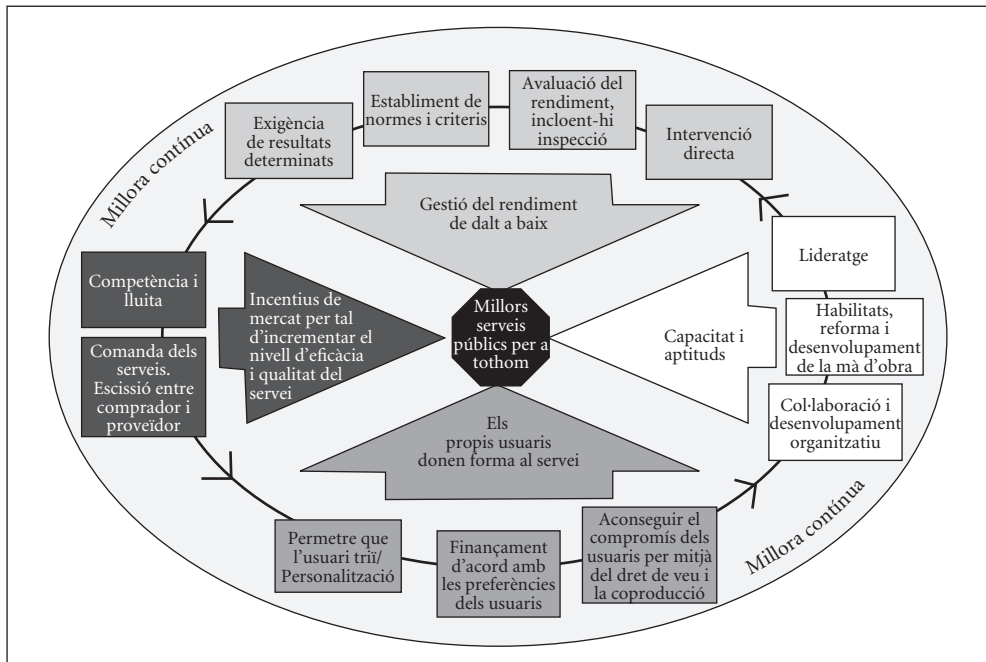 Millora contínua
Exigència
de resultats
determinats
Establiment de
normes i criteris
Avaluació del
rendiment,
incloent-hi
inspecció
Intervenció
directa
Gestió del rendiment
de dalt a baix
Competència i
lluita
Comanda dels
serveis.
Escissió entre
comprador i
proveïdor
Incentius de
mercat per tal
d’incrementar el
nivell d’eficàcia
i qualitat del
servei
Millors
serveis
públics per a
tothom
Capacitat i
aptituds
Lideratge
Habilitats,
reforma i
desenvolupament
de la mà d’obra
Col·laboració i
desenvolupament
organitzatiu
Els
propis usuaris
donen forma al servei
Permetre que
l’usuari triï/
Personalització
Finançament
d’acord amb
les preferències
dels usuaris
Aconseguir el
compromís dels
usuaris per mitjà
del dret de veu i
la coproducció
Millora contínua